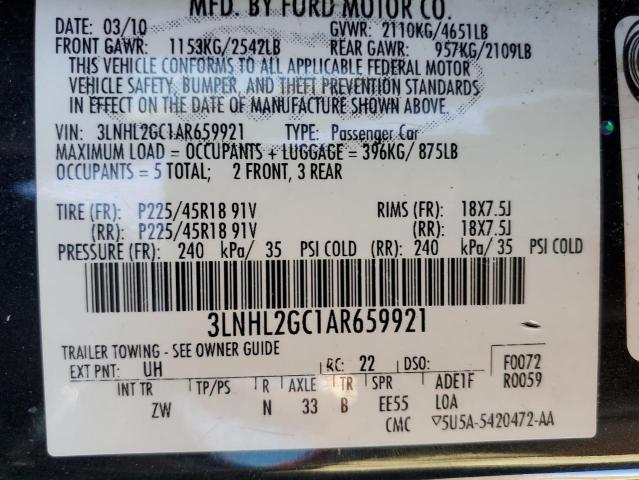 MFD. BY FORD MOTOR CO.
DATE: 03/10 GVWR: 2110KG/4651LB
FRONT GAWR: 1153KG/2542LB REAR GAWR: 957KG/2109LB
THIS VEHICLE CONFORMS TO ALL APPLICABLE FEDERAL MOTOR
VEHICLE SAFETY, BUMPER, AND THEFT PREVENTION STANDARDS
IN EFFECT ON THE DATE OF MANUFACTURE SHOWN ABOVE.
VIN: 3LNHL2GC1AR659921 TYPE: Passenger Car
MAXIMUM LOAD = OCCUPANTS + LUGGAGE = 396KG/ 875LB
OCCUPANTS = 5 TOTAL; 2 FRONT, 3 REAR
TIRE (FR): P225/45R18 91V RIMS (FR): 18X7.5J
(RR): P225/45R18 91V (RR): 18X7.5J
PRESSURE (FR): 240 kPa/ 35 PSI COLD (RR): 240 kPa/ 35 PSI COLD
3LNHL2GC1AR659921
TRAILER TOWING - SEE OWNER GUIDE
EXT PNT: UH RC: 22 DSO: F0072
INT TR TP/PS R AXLE TR SPR ADE1F R0059
ZW N 33 B EE55 L0A
CMC ▽5U5A-5420472-AA